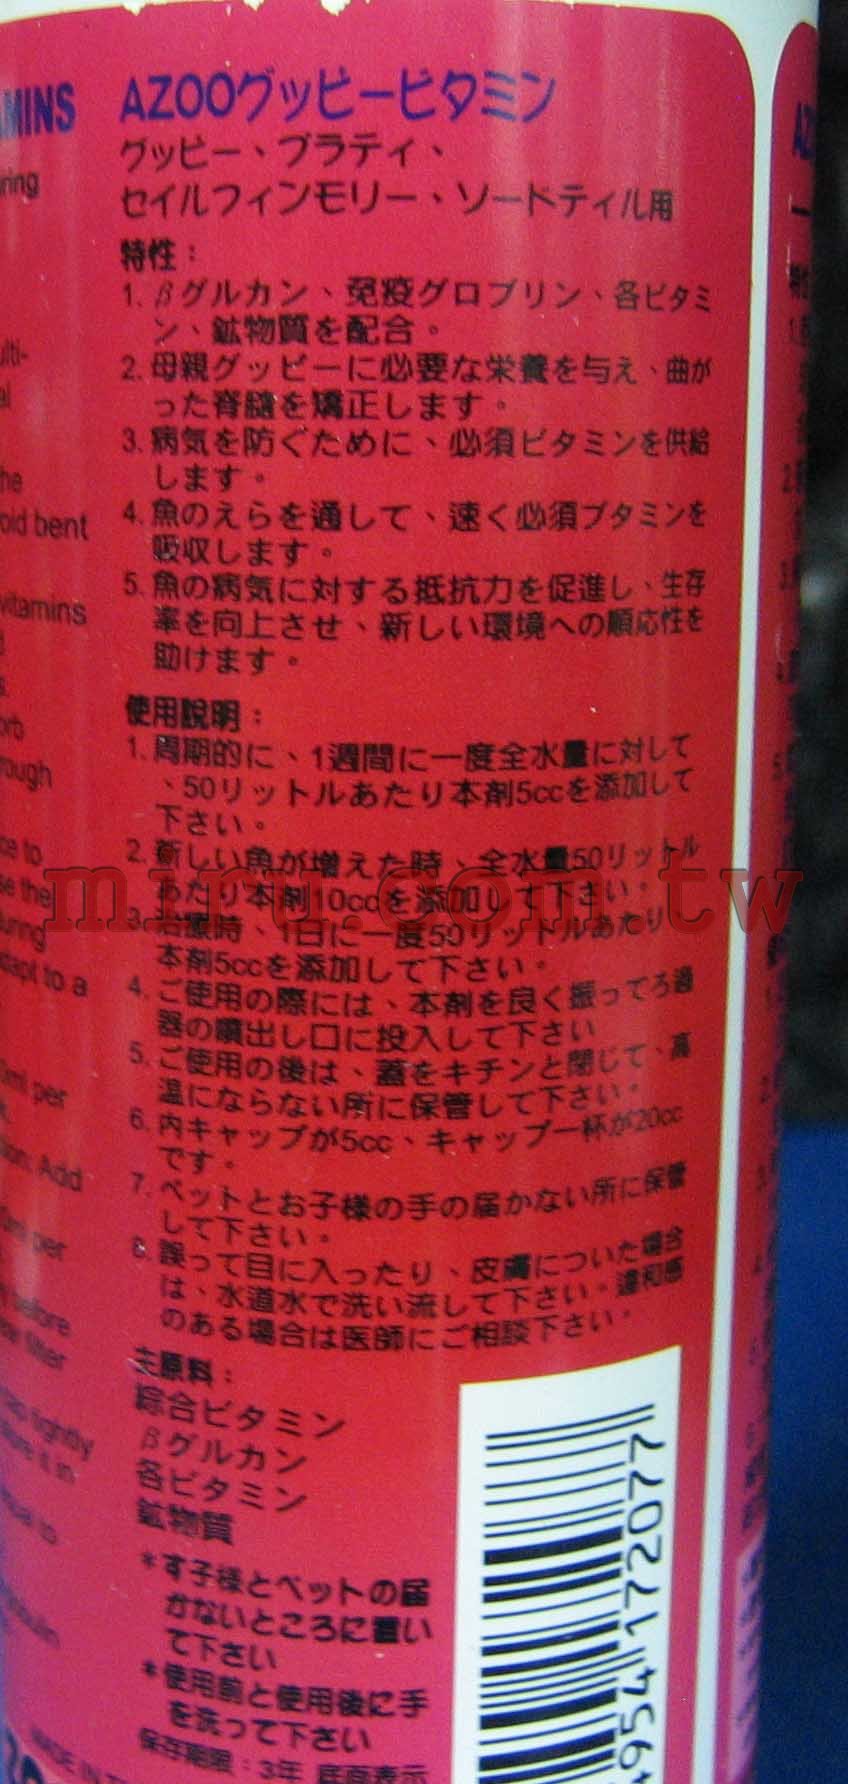 AMINS
AZOOグッピービタミン
グッピー、プラティ、
セイルフィンモリー、ソードティル用
特性：
1. βグルカン、免疫グロブリン、各ビタミ
ン、鉱物質を配合。
2. 母親グッピーに必要な栄養を与え、曲が
った脊髄を矯正します。
3. 病気を防ぐために、必須ビタミンを供給
します。
4. 魚のえらを通して、速く必須ブタミンを
吸収します。
5. 魚の病気に対する抵抗力を促進し、生存
率を向上させ、新しい環境への順応性を
助けます。
使用説明：
1. 周期的に、1週間に一度全水量に対して
、50リットルあたり本剤5ccを添加して
下さい。
2. 新しい魚が増えた時、全水量50リットル
あたり本剤10ccを添加して下さい。
miru.com.tw
3. 治療時、1日に一度50リットルあたり
本剤5ccを添加して下さい。
4. ご使用の際には、本剤を良く振ってろ過
器の噴出し口に投入して下さい
5. ご使用の後は、蓋をキチンと閉じて、高
温にならない所に保管して下さい。
6. 内キャップが5cc、キャップ一杯が20cc
です。
7. ペットとお子様の手の届かない所に保管
して下さい。
8. 誤って目に入ったり、皮膚についた場合
は、水道水で洗い流して下さい。違和感
のある場合は医師にご相談下さい。
主原料：
綜合ビタミン
βグルカン
各ビタミン
鉱物質
*す子様とペットの届
かないところに置い
て下さい
*使用前と使用後に手
を洗って下さい
保存期限：3年 底面表示
MADE IN
954172077